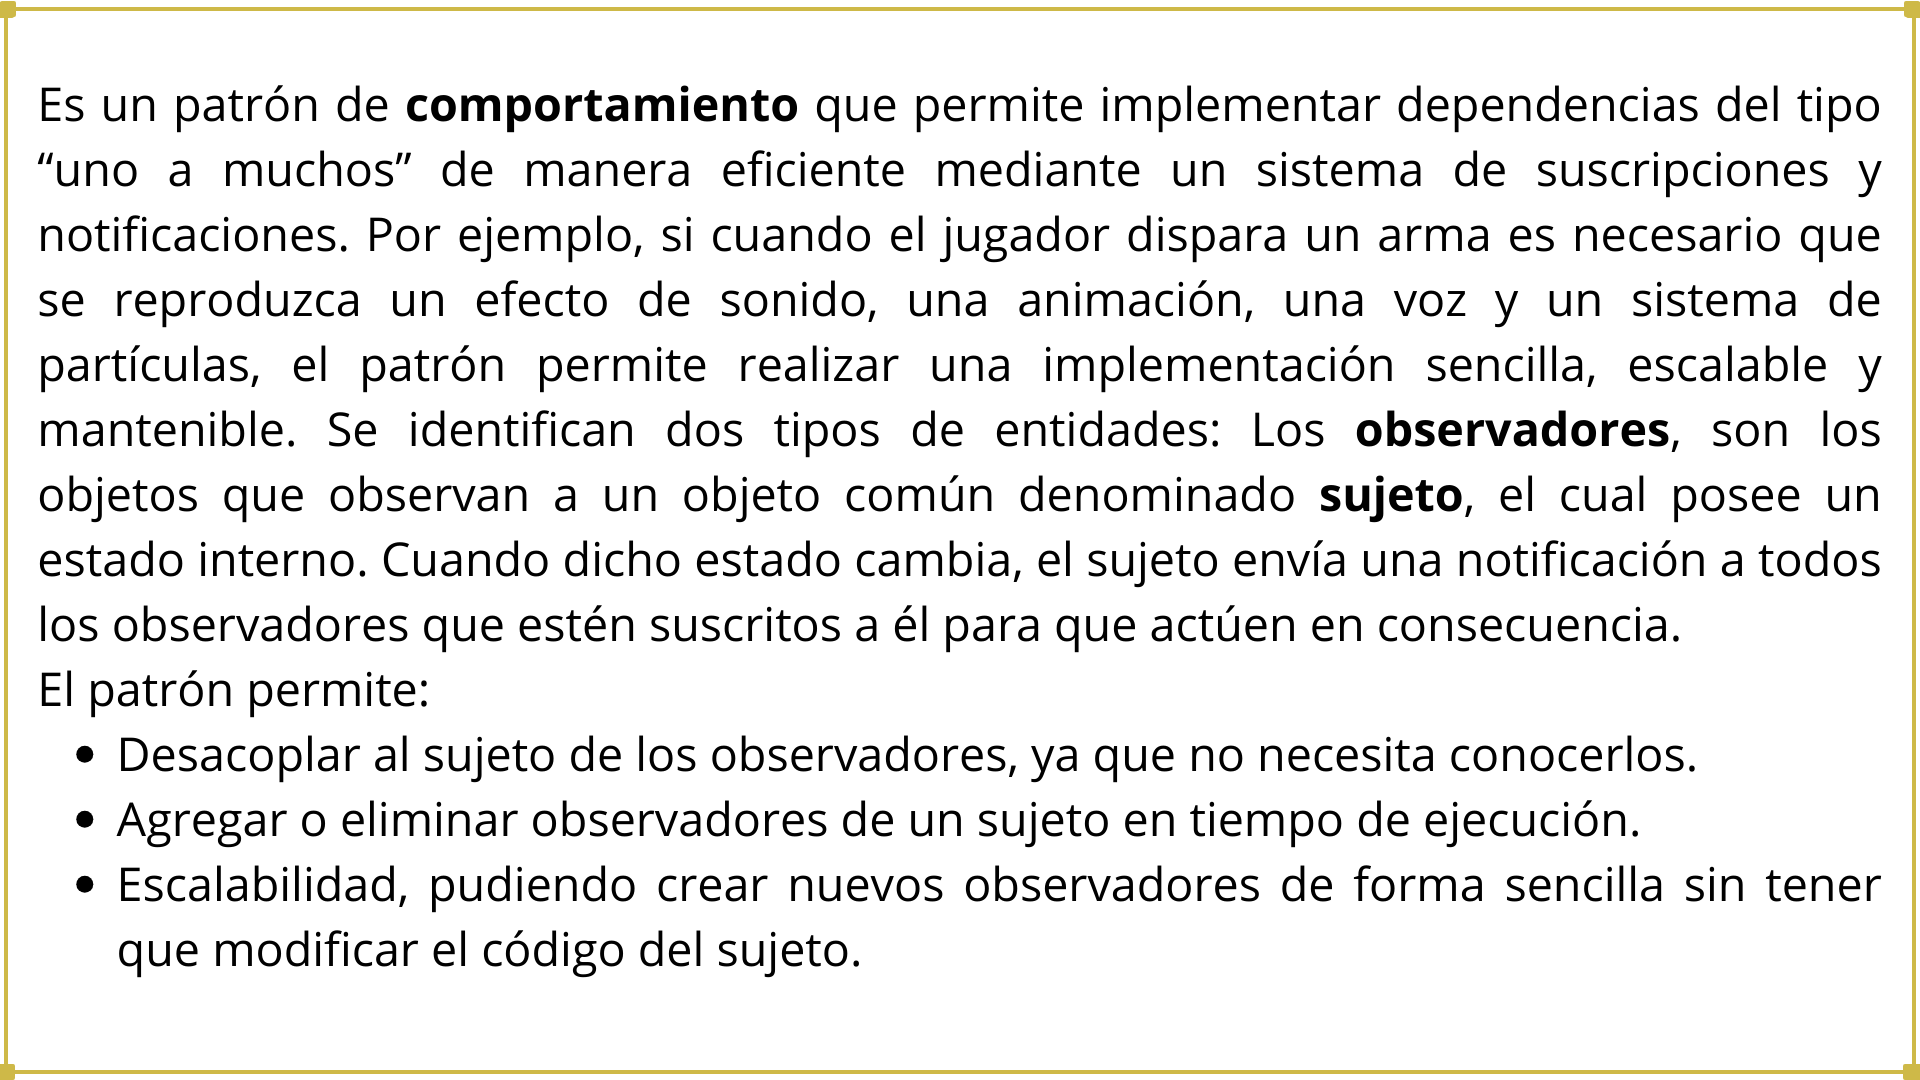 Es un patrón de comportamiento que permite implementar dependencias del tipo
“uno a muchos” de manera eficiente mediante un sistema de suscripciones y
notificaciones. Por ejemplo, si cuando el jugador dispara un arma es necesario que
se reproduzca un efecto de sonido, una animación, una voz y un sistema de
partículas, el patrón permite realizar una implementación sencilla, escalable y
mantenible. Se identifican dos tipos de entidades: Los observadores, son los
objetos que observan a un objeto común denominado sujeto, el cual posee un
estado interno. Cuando dicho estado cambia, el sujeto envía una notificación a todos
los observadores que estén suscritos a él para que actúen en consecuencia.
El patrón permite:
• Desacoplar al sujeto de los observadores, ya que no necesita conocerlos.
• Agregar o eliminar observadores de un sujeto en tiempo de ejecución.
• Escalabilidad, pudiendo crear nuevos observadores de forma sencilla sin tener
que modificar el código del sujeto.